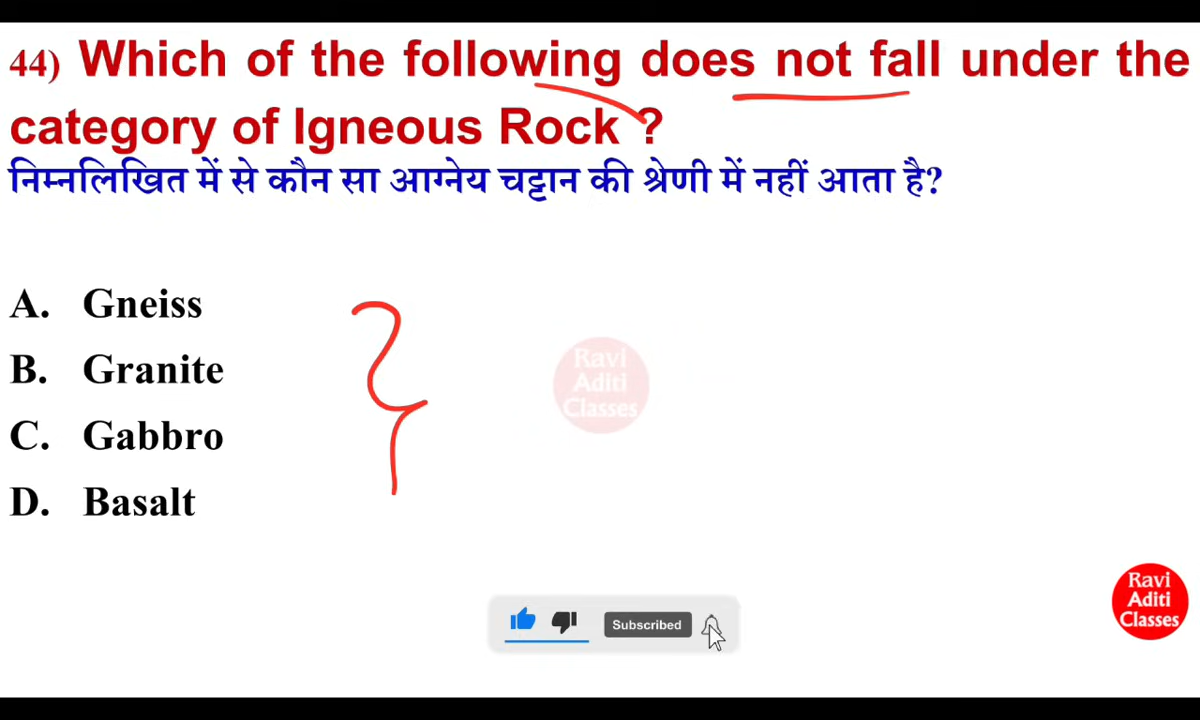 44) Which of the following does not fall under the
category of Igneous Rock ?
निम्नलिखित में से कौन सा आग्नेय चट्टान की श्रेणी में नहीं आता है?
A. Gneiss
B. Granite
C. Gabbro
D. Basalt
Ravi
Aditi
Classes
Subscribed
Ravi
Aditi
Classes